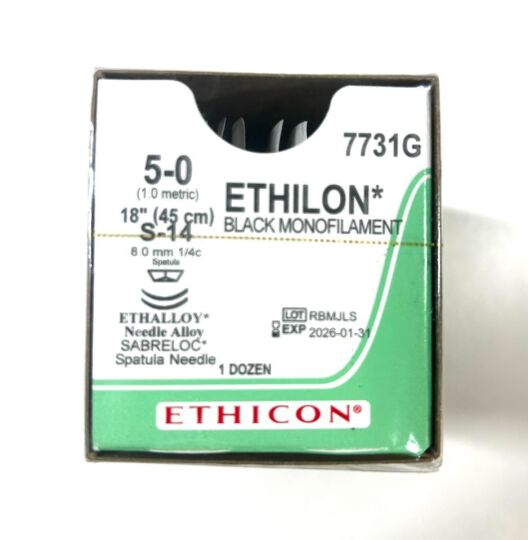 7731G
5-0
(1.0 metric)
18" (45 cm)
S-14
8.0 mm 1/4c
Spatula
ETHILON*
BLACK MONOFILAMENT
ETHALLOY*
Needle Alloy
SABRELOC*
Spatula Needle
1 DOZEN
LOT RBMJLS
EXP 2026-01-31
ETHICON®